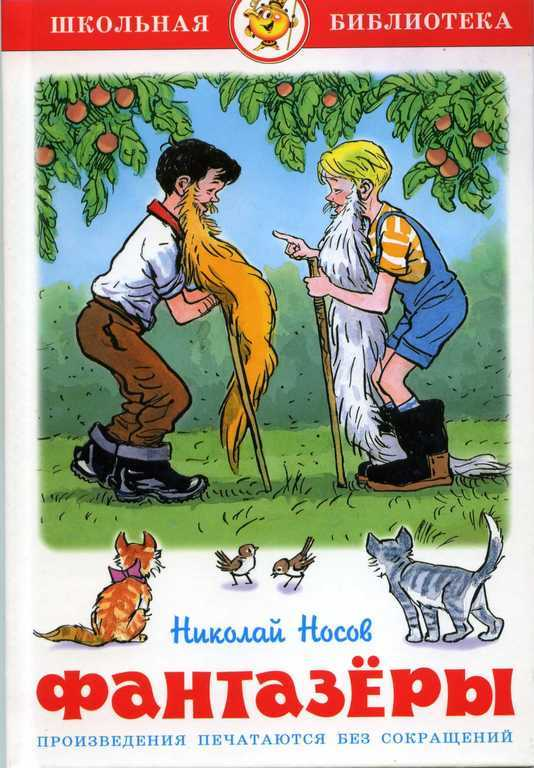 ШКОЛЬНАЯ БИБЛИОТЕКА
Николай Носов
ФАНТАЗЁРЫ
ПРОИЗВЕДЕНИЯ ПЕЧАТАЮТСЯ БЕЗ СОКРАЩЕНИЙ